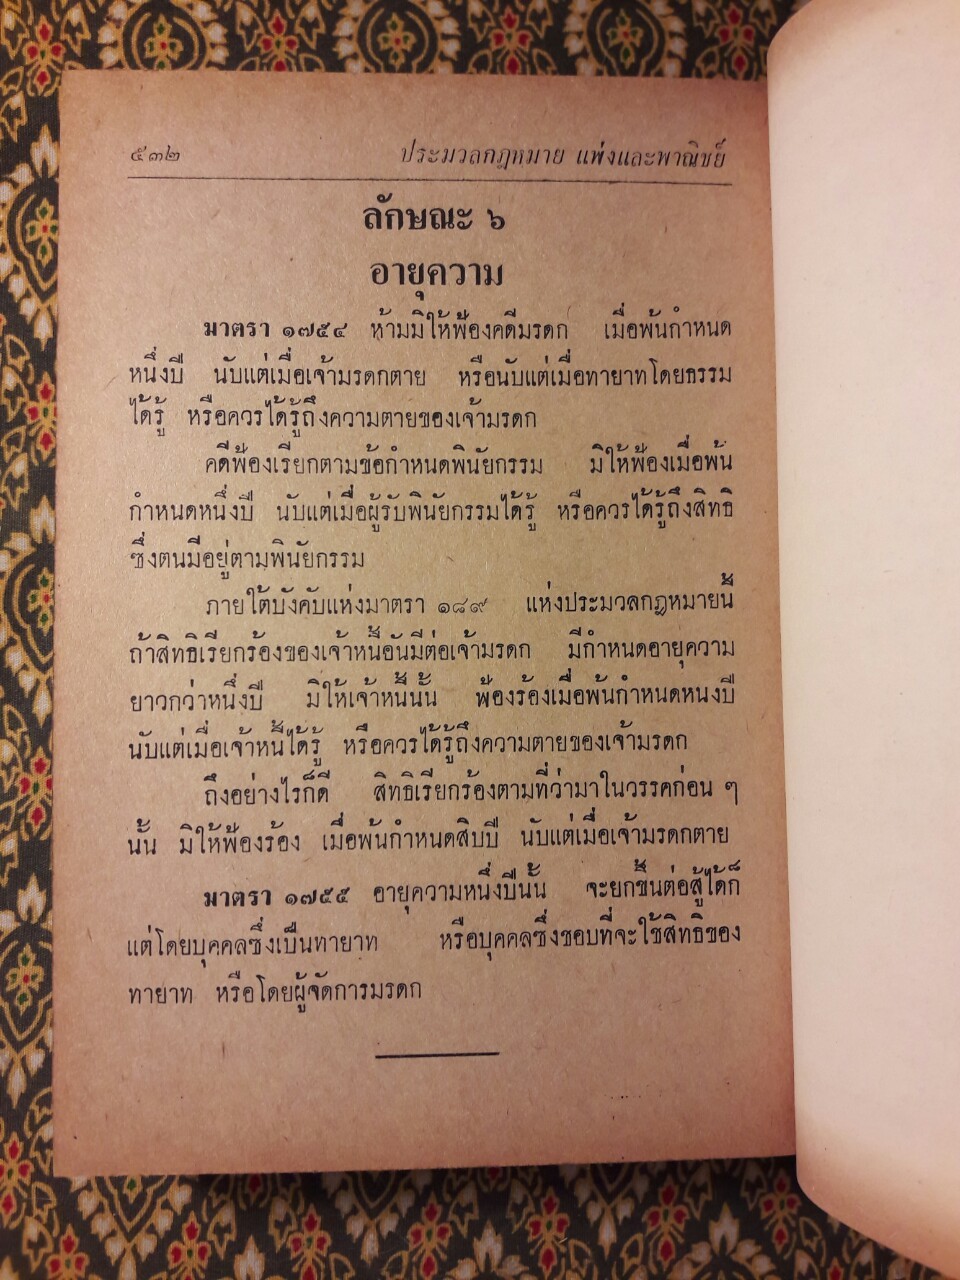 ๕๓๒ ประมวลกฎหมาย แพ่งและพาณิชย์
ลักษณะ ๖
อายุความ
มาตรา ๑๗๕๔ ห้ามมิให้ฟ้องคดีมรดก เมื่อพ้นกำหนด
หนึ่งปี นับแต่เมื่อเจ้ามรดกตาย หรือนับแต่เมื่อทายาทโดยธรรม
ได้รู้ หรือควรได้รู้ถึงความตายของเจ้ามรดก
คดีฟ้องเรียกตามข้อกำหนดพินัยกรรม มิให้ฟ้องเมื่อพ้น
กำหนดหนึ่งปี นับแต่เมื่อผู้รับพินัยกรรมได้รู้ หรือควรได้รู้ถึงสิทธิ
ซึ่งตนมีอยู่ตามพินัยกรรม
ภายใต้บังคับแห่งมาตรา ๑๘๙ แห่งประมวลกฎหมายนี้
ถ้าสิทธิเรียกร้องของเจ้าหนี้อันมีต่อเจ้ามรดก มีกำหนดอายุความ
ยาวกว่าหนึ่งปี มิให้เจ้าหนี้นั้น ฟ้องร้องเมื่อพ้นกำหนดหนึ่งปี
นับแต่เมื่อเจ้าหนี้ได้รู้ หรือควรได้รู้ถึงความตายของเจ้ามรดก
ถึงอย่างไรก็ดี สิทธิเรียกร้องตามที่ว่ามาในวรรคก่อน ๆ
นั้น มิให้ฟ้องร้อง เมื่อพ้นกำหนดสิบปี นับแต่เมื่อเจ้ามรดกตาย
มาตรา ๑๗๕๕ อายุความหนึ่งปีนั้น จะยกขึ้นต่อสู้ได้ก็
แต่โดยบุคคลซึ่งเป็นทายาท หรือบุคคลซึ่งชอบที่จะใช้สิทธิของ
ทายาท หรือโดยผู้จัดการมรดก